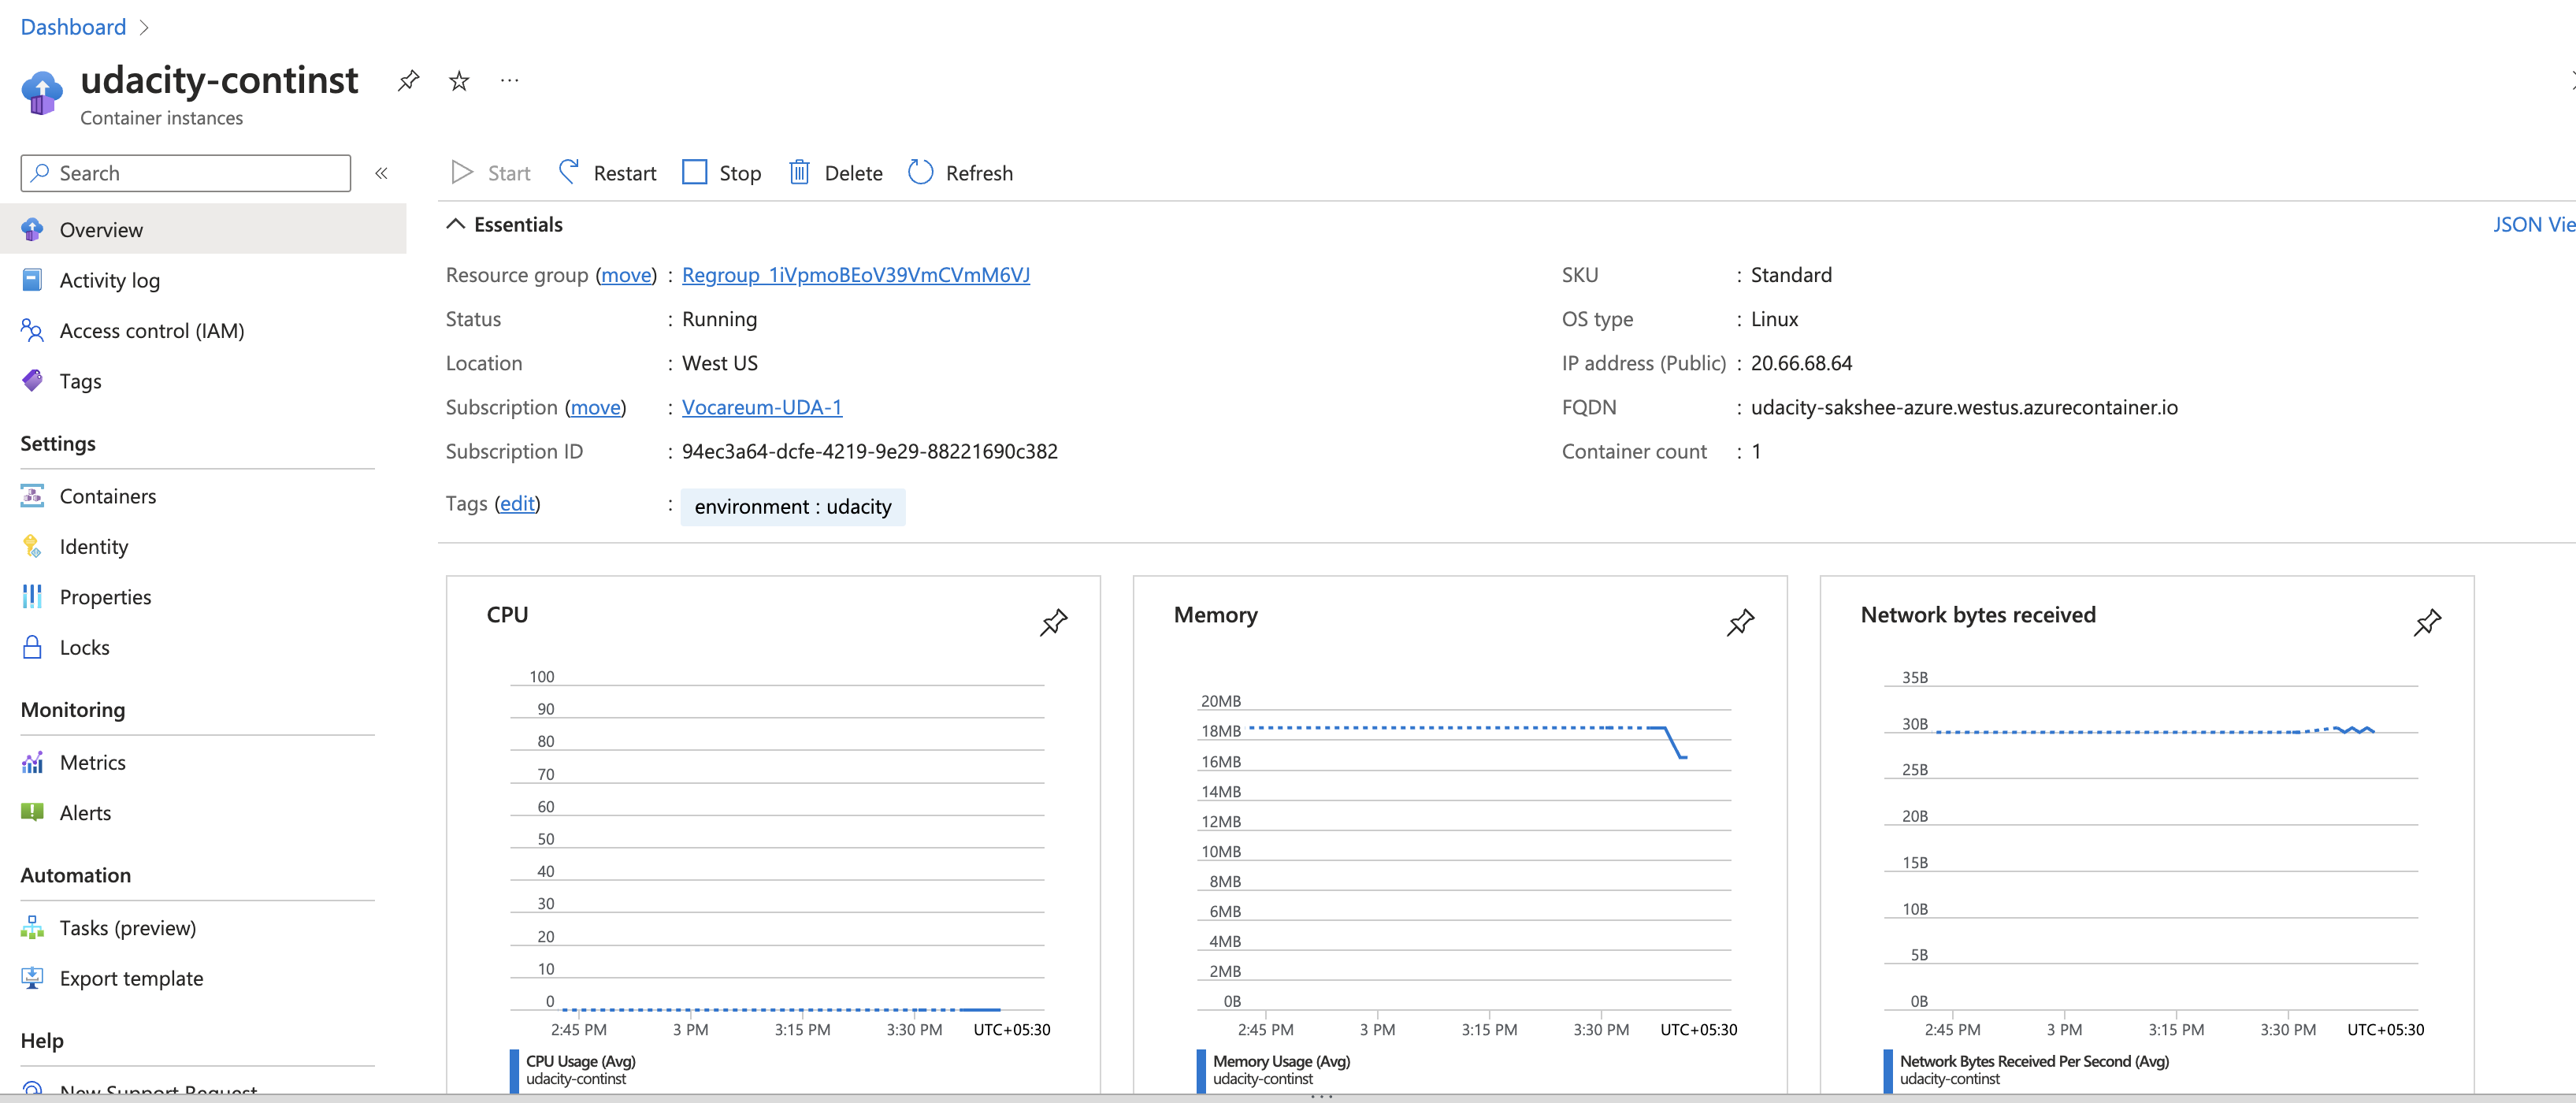 Dashboard
udacity-continst
Container instances
Search
Start Restart Stop Delete Refresh
Overview
Activity log
Access control (IAM)
Tags
Settings
Containers
Identity
Properties
Locks
Monitoring
Metrics
Alerts
Automation
Tasks (preview)
Export template
Help
New Support Request
Essentials
JSON Vie
Resource group (move) : Regroup_1iVpmoBEoV39VmCVmM6VJ
Status : Running
Location : West US
Subscription (move) : Vocareum-UDA-1
Subscription ID : 94ec3a64-dcfe-4219-9e29-88221690c382
Tags (edit) : environment : udacity
SKU : Standard
OS type : Linux
IP address (Public) : 20.66.68.64
FQDN : udacity-sakshee-azure.westus.azurecontainer.io
Container count : 1
CPU
100
90
80
70
60
50
40
30
20
10
0
2:45 PM 3 PM 3:15 PM 3:30 PM UTC+05:30
CPU Usage (Avg)
udacity-continst
Memory
20MB
18MB
16MB
14MB
12MB
10MB
8MB
6MB
4MB
2MB
0B
2:45 PM 3 PM 3:15 PM 3:30 PM UTC+05:30
Memory Usage (Avg)
udacity-continst
Network bytes received
35B
30B
25B
20B
15B
10B
5B
0B
2:45 PM 3 PM 3:15 PM 3:30 PM UTC+05:30
Network Bytes Received Per Second (Avg)
udacity-continst